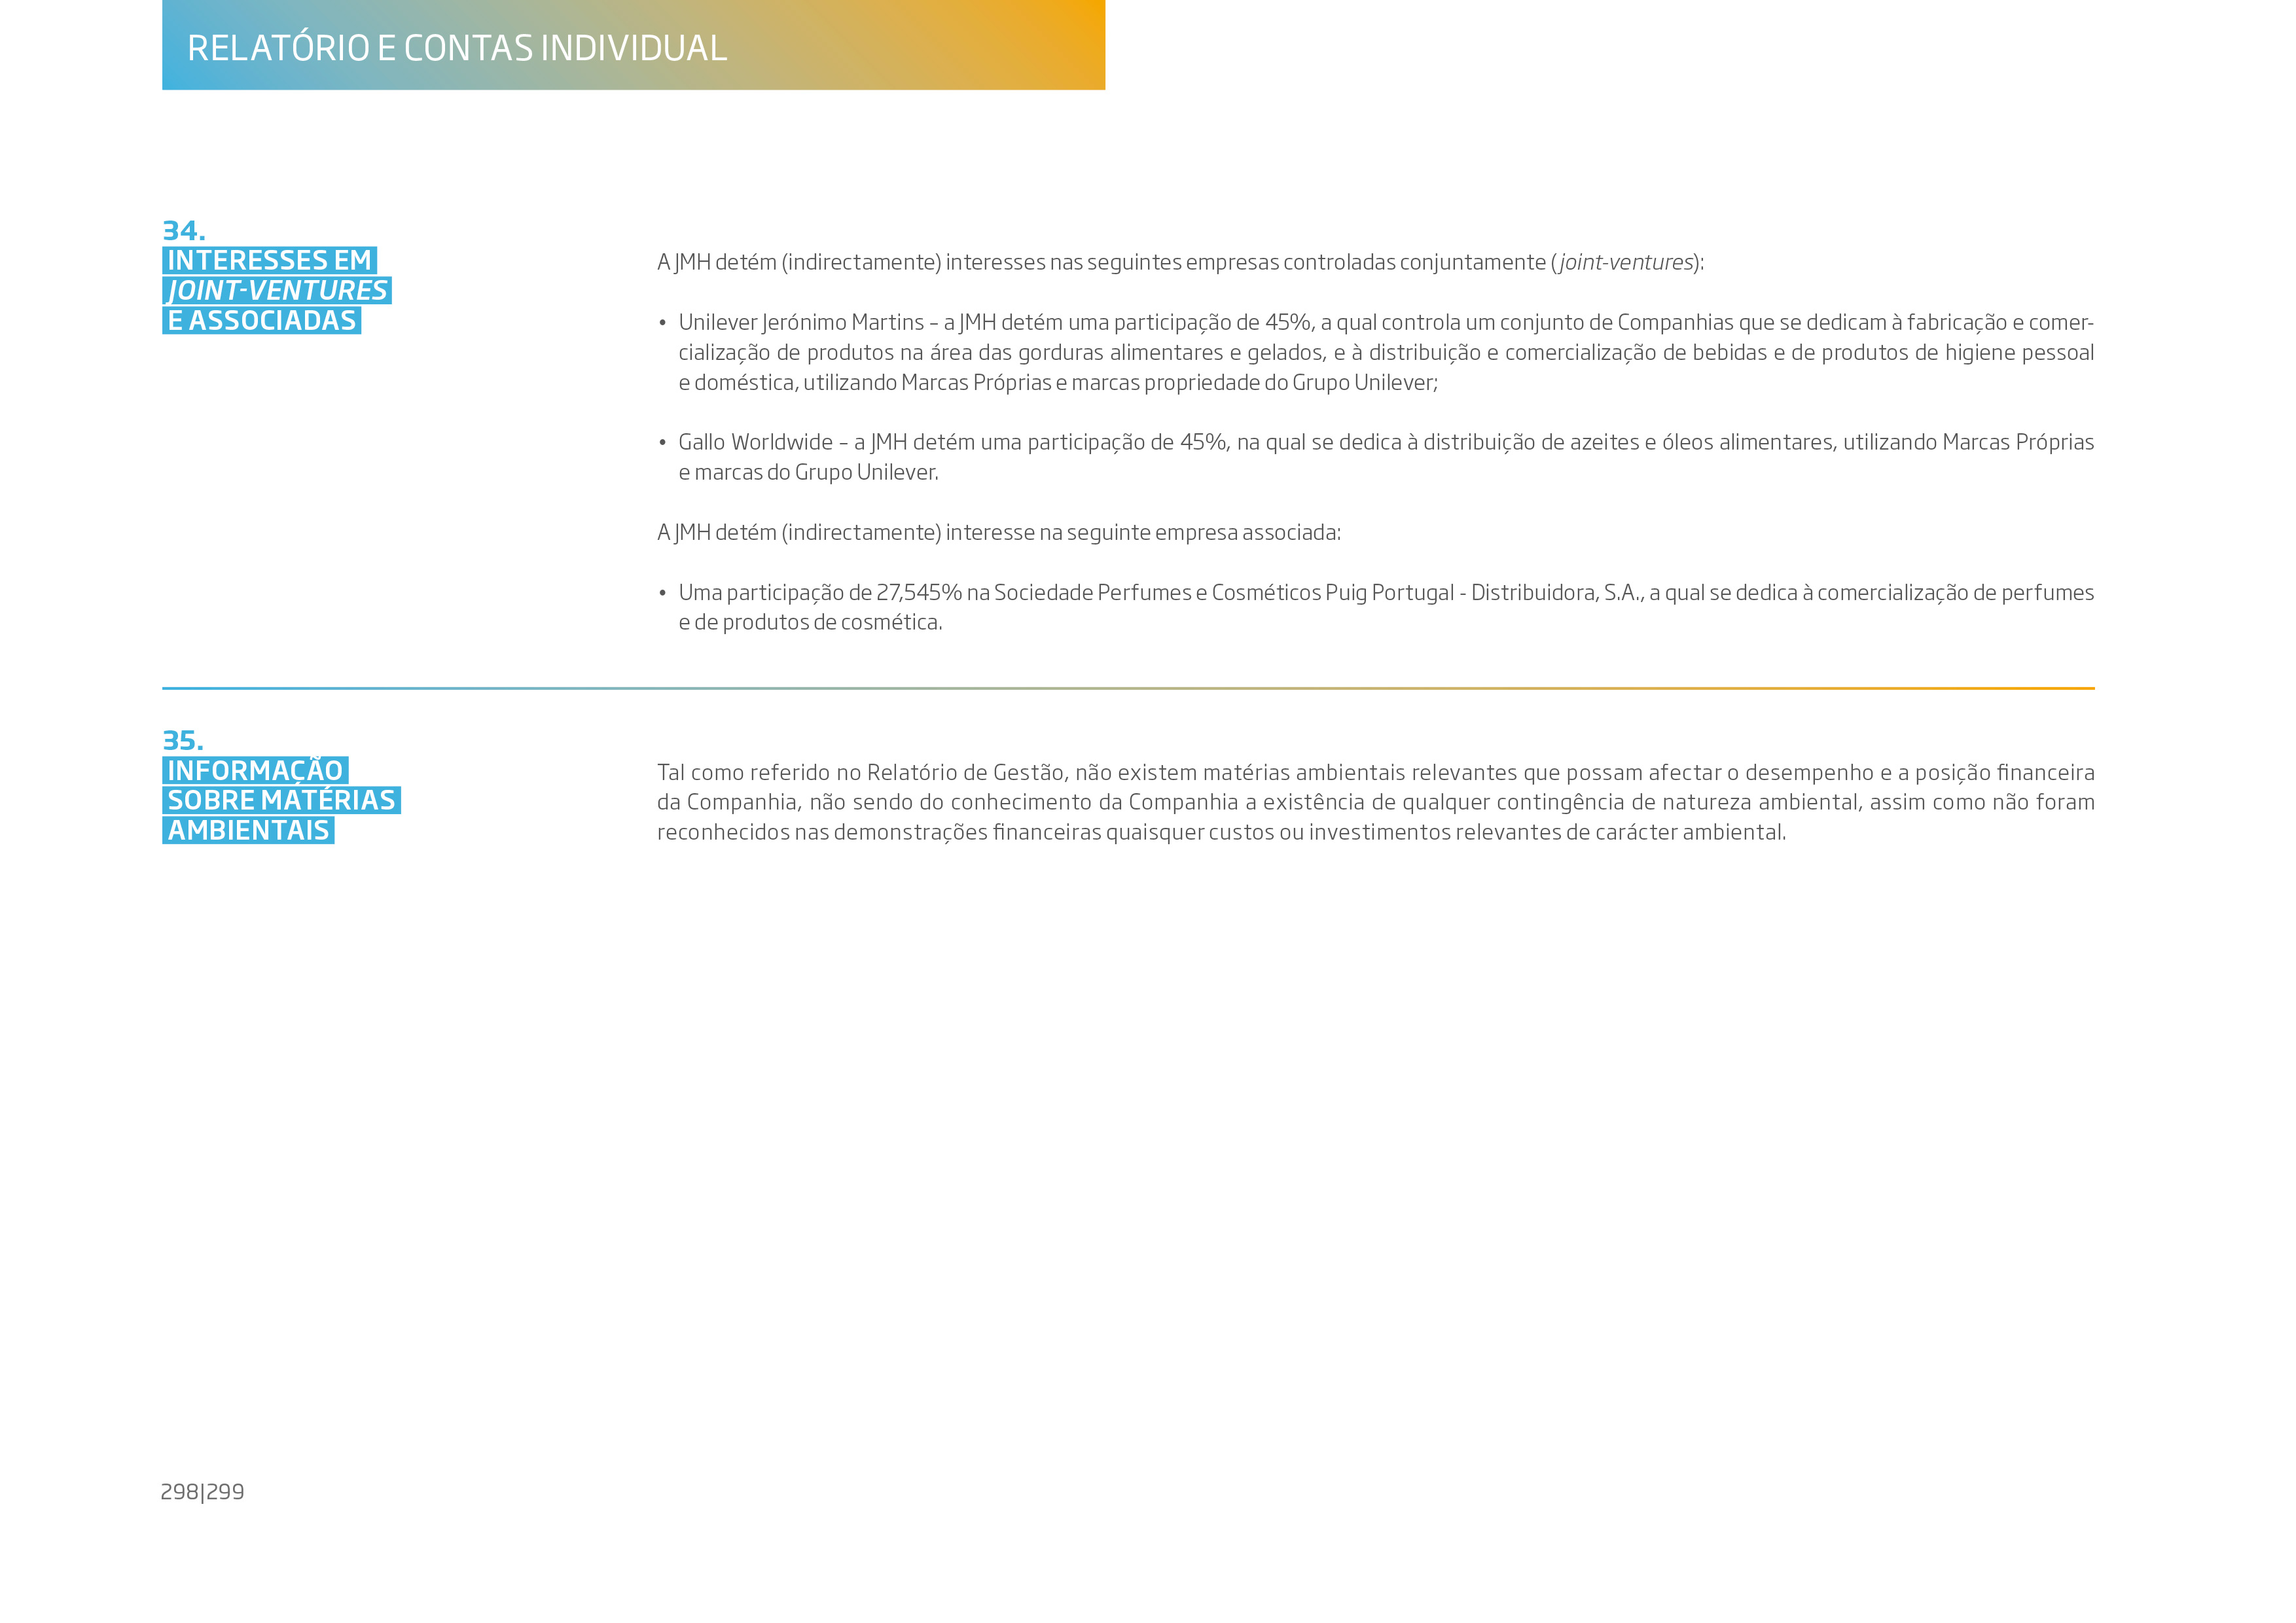 RELATÓRIO E CONTAS INDIVIDUAL
34.
INTERESSES EM
JOINT-VENTURES
E ASSOCIADAS
A JMH detém (indirectamente) interesses nas seguintes empresas controladas conjuntamente (joint-ventures):
• Unilever Jerónimo Martins – a JMH detém uma participação de 45%, a qual controla um conjunto de Companhias que se dedicam à fabricação e comer-
cialização de produtos na área das gorduras alimentares e gelados, e à distribuição e comercialização de bebidas e de produtos de higiene pessoal
e doméstica, utilizando Marcas Próprias e marcas propriedade do Grupo Unilever;
• Gallo Worldwide – a JMH detém uma participação de 45%, na qual se dedica à distribuição de azeites e óleos alimentares, utilizando Marcas Próprias
e marcas do Grupo Unilever.
A JMH detém (indirectamente) interesse na seguinte empresa associada:
• Uma participação de 27,545% na Sociedade Perfumes e Cosméticos Puig Portugal - Distribuidora, S.A., a qual se dedica à comercialização de perfumes
e de produtos de cosmética.
35.
INFORMAÇÃO
SOBRE MATÉRIAS
AMBIENTAIS
Tal como referido no Relatório de Gestão, não existem matérias ambientais relevantes que possam afectar o desempenho e a posição financeira
da Companhia, não sendo do conhecimento da Companhia a existência de qualquer contingência de natureza ambiental, assim como não foram
reconhecidos nas demonstrações financeiras quaisquer custos ou investimentos relevantes de carácter ambiental.
298|299